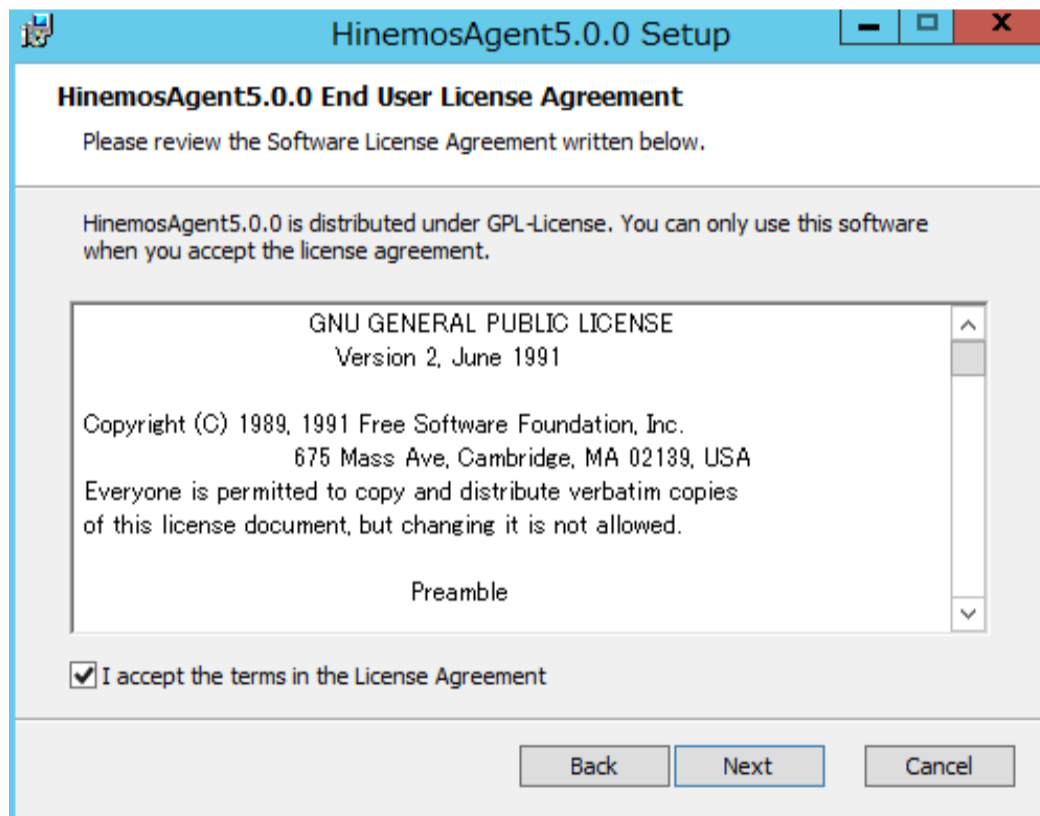 HinemosAgent5.0.0 Setup
HinemosAgent5.0.0 End User License Agreement
Please review the Software License Agreement written below.
HinemosAgent5.0.0 is distributed under GPL-License. You can only use this software
when you accept the license agreement.
GNU GENERAL PUBLIC LICENSE
Version 2, June 1991
Copyright (C) 1989, 1991 Free Software Foundation, Inc.
675 Mass Ave, Cambridge, MA 02139, USA
Everyone is permitted to copy and distribute verbatim copies
of this license document, but changing it is not allowed.
Preamble
I accept the terms in the License Agreement
Back Next Cancel